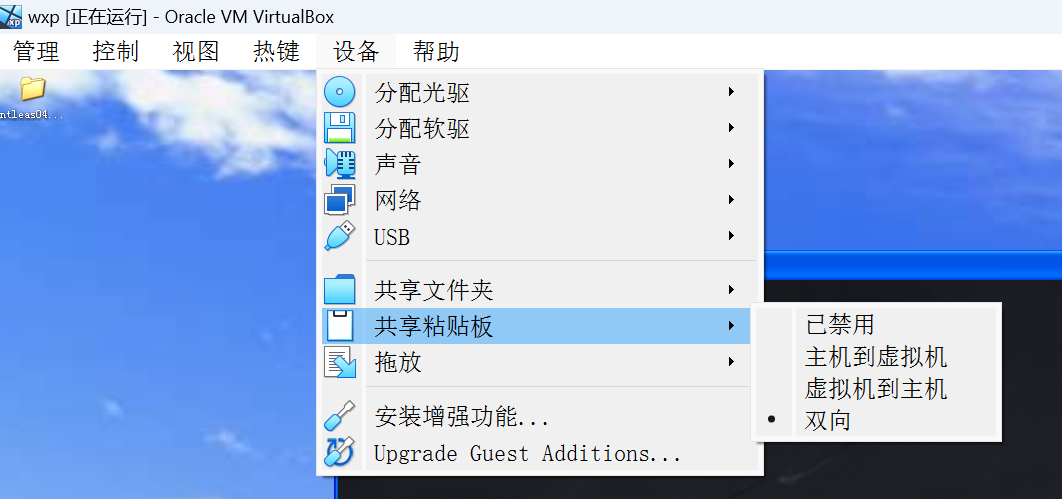 wxp [正在运行] - Oracle VM VirtualBox
管理 控制 视图 热键 设备 帮助
ntleas04...
分配光驱
分配软驱
声音
网络
USB
共享文件夹
共享粘贴板
已禁用
主机到虚拟机
虚拟机到主机
双向
拖放
安装增强功能...
Upgrade Guest Additions...